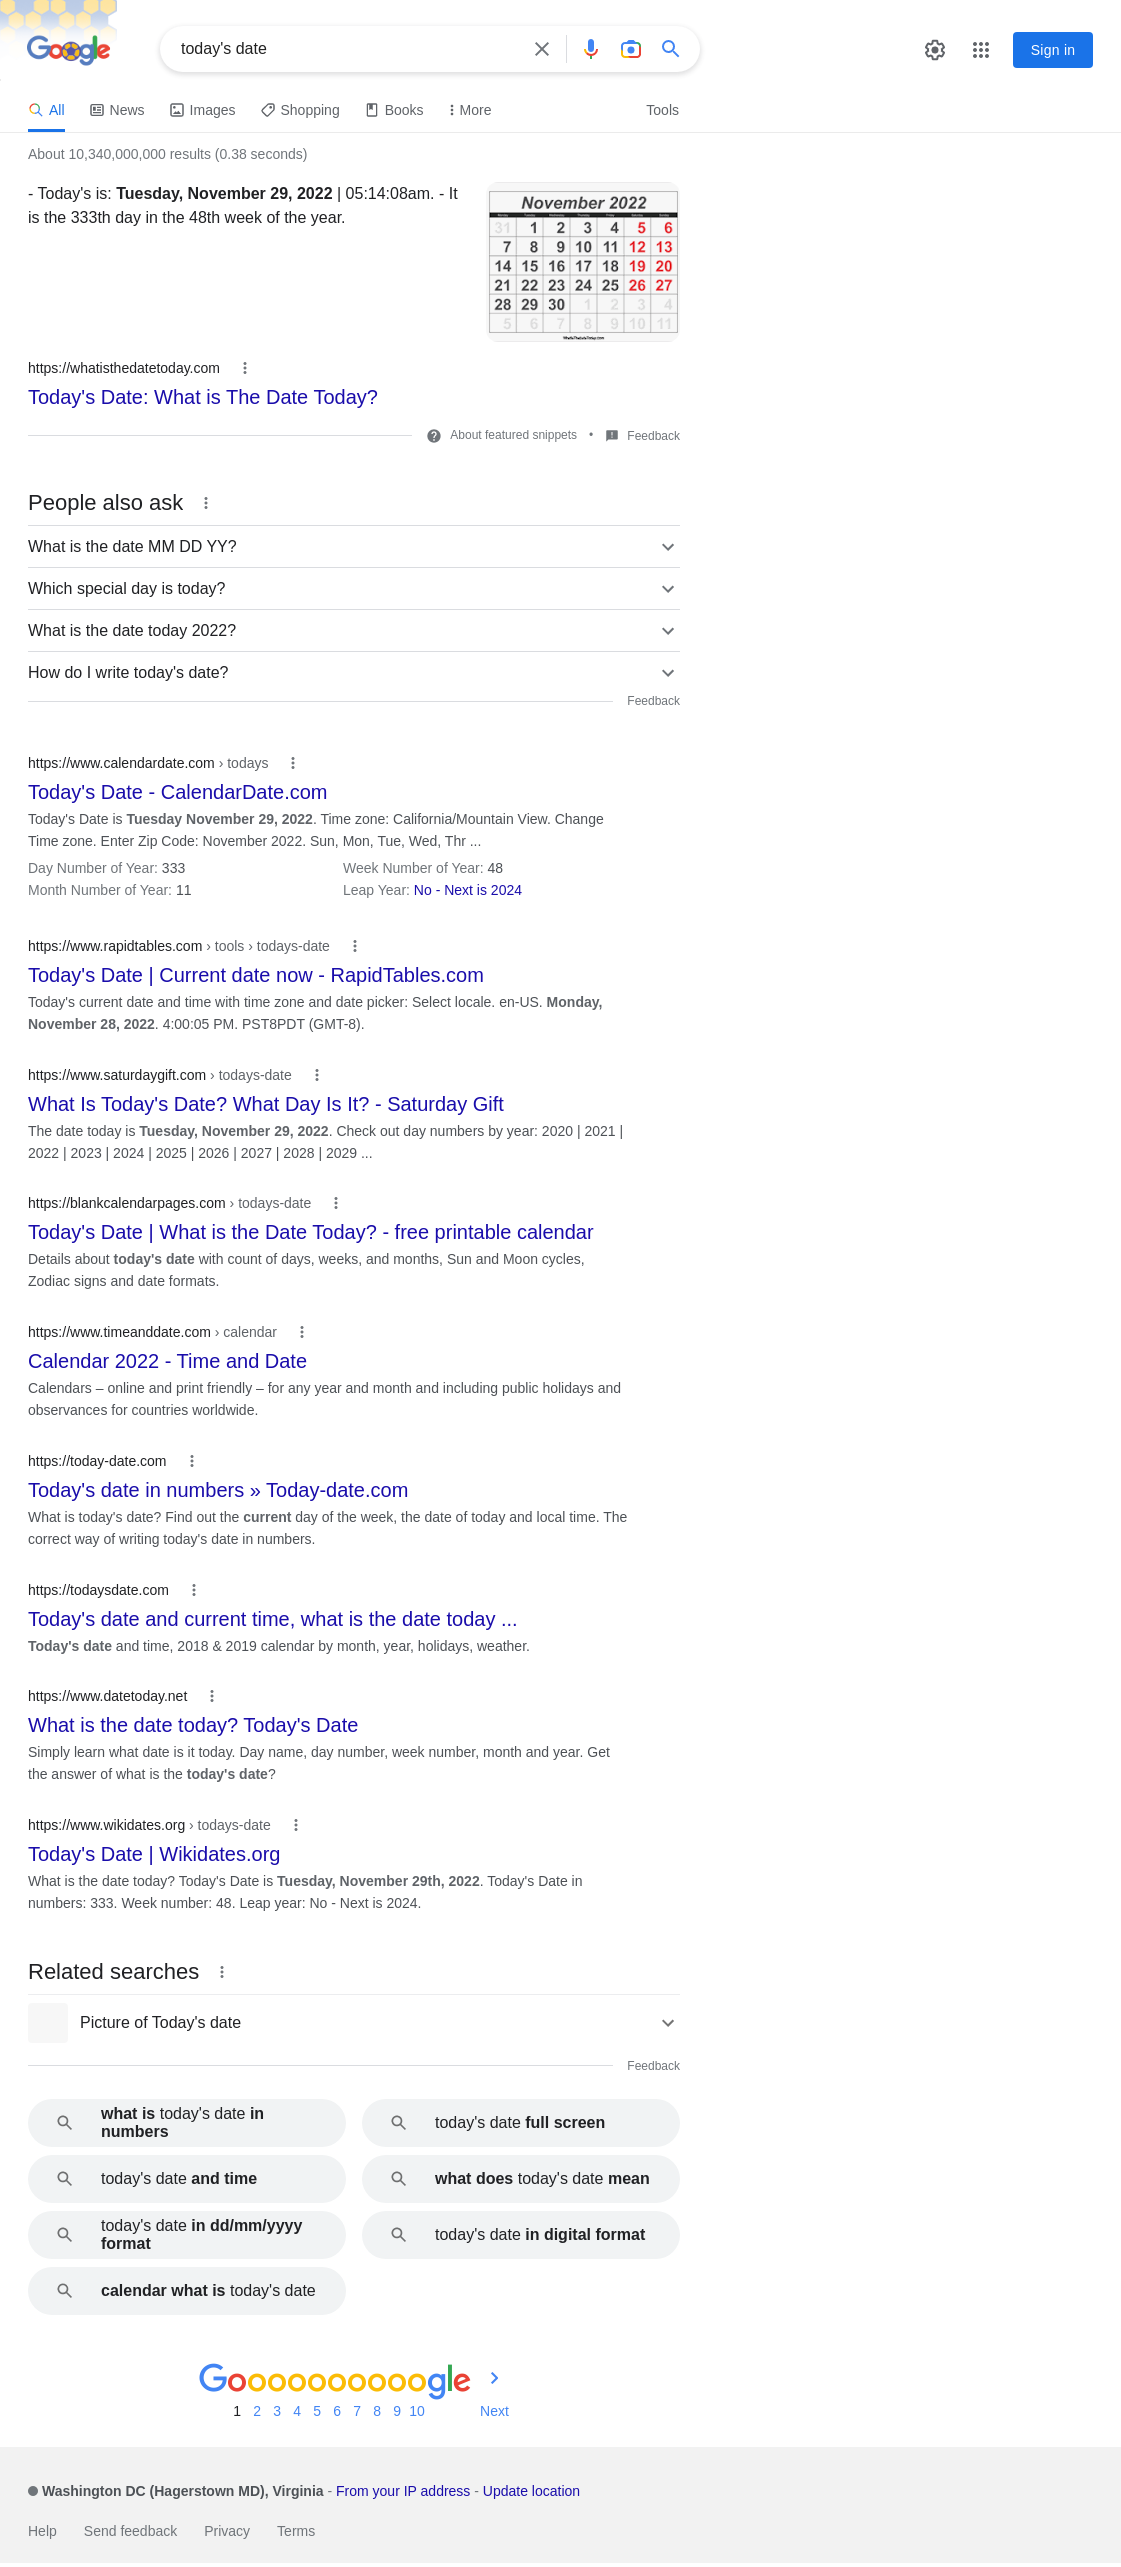 Google
today's date
Sign in
All News Images Shopping Books More Tools
About 10,340,000,000 results (0.38 seconds)
- Today's is: Tuesday, November 29, 2022 | 05:14:08am. - It
is the 333th day in the 48th week of the year.
November 2022
Monday Tuesday Wednesday Thursday Friday Saturday Sunday
31 1 2 3 4 5 6
7 8 9 10 11 12 13
14 15 16 17 18 19 20
21 22 23 24 25 26 27
28 29 30 1 2 3 4
5 6 7 8 9 10 11
WhatIsTheDateToday.com
https://whatisthedatetoday.com
Today's Date: What is The Date Today?
About featured snippets • Feedback
People also ask
What is the date MM DD YY?
Which special day is today?
What is the date today 2022?
How do I write today's date?
Feedback
https://www.calendardate.com › todays
Today's Date - CalendarDate.com
Today's Date is Tuesday November 29, 2022. Time zone: California/Mountain View. Change
Time zone. Enter Zip Code: November 2022. Sun, Mon, Tue, Wed, Thr ...
Day Number of Year: 333 Week Number of Year: 48
Month Number of Year: 11 Leap Year: No - Next is 2024
https://www.rapidtables.com › tools › todays-date
Today's Date | Current date now - RapidTables.com
Today's current date and time with time zone and date picker: Select locale. en-US. Monday,
November 28, 2022. 4:00:05 PM. PST8PDT (GMT-8).
https://www.saturdaygift.com › todays-date
What Is Today's Date? What Day Is It? - Saturday Gift
The date today is Tuesday, November 29, 2022. Check out day numbers by year: 2020 | 2021 |
2022 | 2023 | 2024 | 2025 | 2026 | 2027 | 2028 | 2029 ...
https://blankcalendarpages.com › todays-date
Today's Date | What is the Date Today? - free printable calendar
Details about today's date with count of days, weeks, and months, Sun and Moon cycles,
Zodiac signs and date formats.
https://www.timeanddate.com › calendar
Calendar 2022 - Time and Date
Calendars – online and print friendly – for any year and month and including public holidays and
observances for countries worldwide.
https://today-date.com
Today's date in numbers » Today-date.com
What is today's date? Find out the current day of the week, the date of today and local time. The
correct way of writing today's date in numbers.
https://todaysdate.com
Today's date and current time, what is the date today ...
Today's date and time, 2018 & 2019 calendar by month, year, holidays, weather.
https://www.datetoday.net
What is the date today? Today's Date
Simply learn what date is it today. Day name, day number, week number, month and year. Get
the answer of what is the today's date?
https://www.wikidates.org › todays-date
Today's Date | Wikidates.org
What is the date today? Today's Date is Tuesday, November 29th, 2022. Today's Date in
numbers: 333. Week number: 48. Leap year: No - Next is 2024.
Related searches
Picture of Today's date
Feedback
what is today's date in
numbers
today's date full screen
today's date and time
what does today's date mean
today's date in dd/mm/yyyy
format
today's date in digital format
calendar what is today's date
Goooooooooogle
1 2 3 4 5 6 7 8 9 10 Next
Washington DC (Hagerstown MD), Virginia - From your IP address - Update location
Help Send feedback Privacy Terms